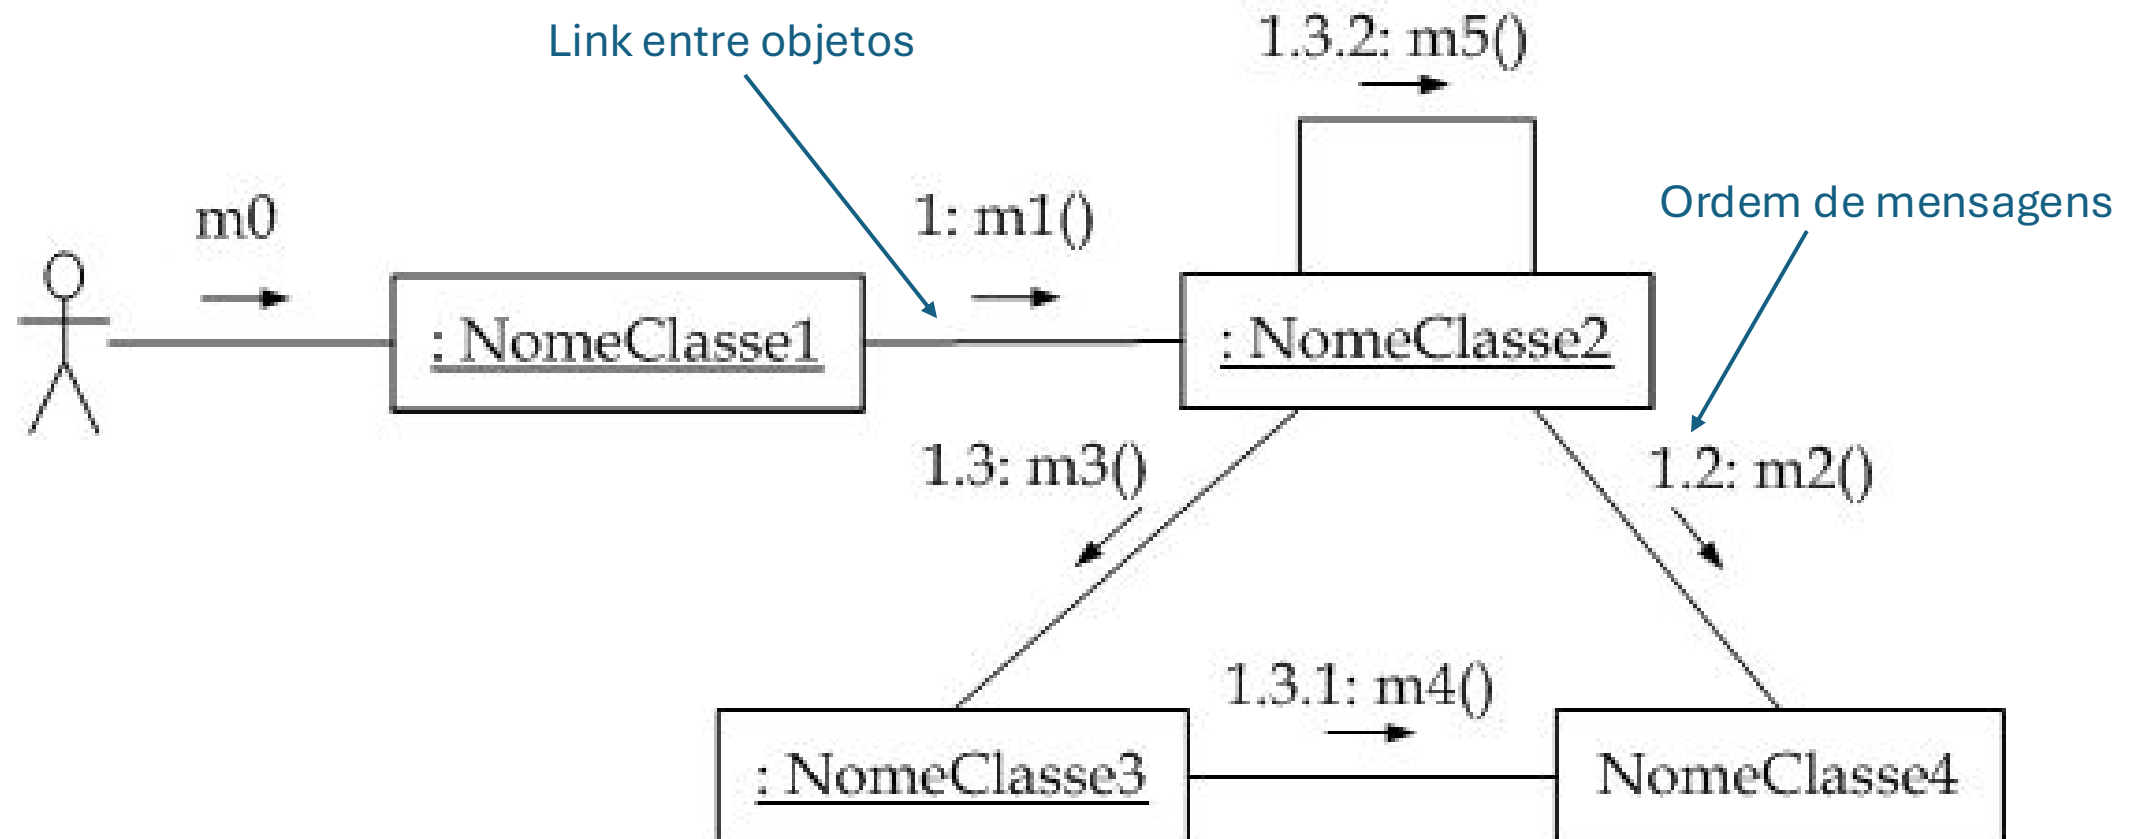 Link entre objetos
1.3.2: m5()
m0
1: m1()
Ordem de mensagens
: NomeClasse1
: NomeClasse2
1.3: m3()
1.2: m2()
1.3.1: m4()
: NomeClasse3
NomeClasse4